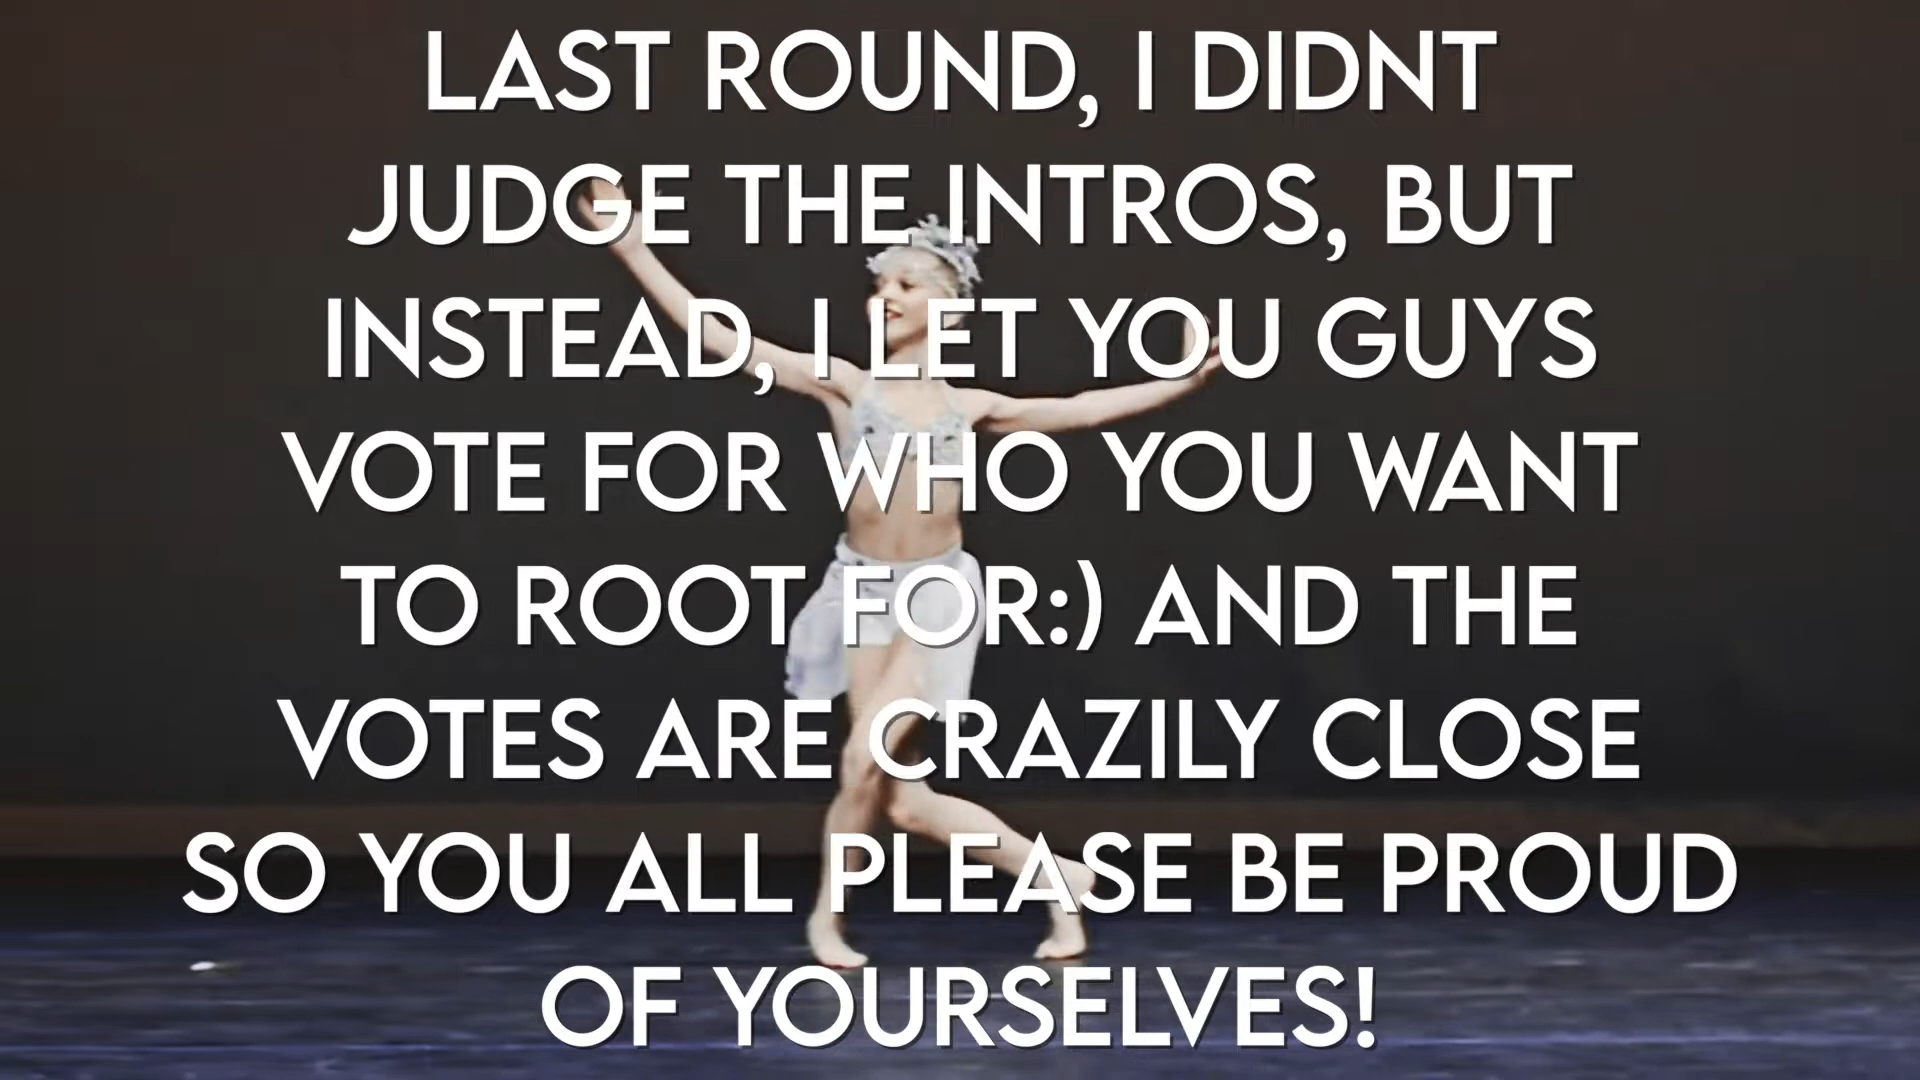 LAST ROUND, I DIDNT
JUDGE THE INTROS, BUT
INSTEAD, I LET YOU GUYS
VOTE FOR WHO YOU WANT
TO ROOT FOR:) AND THE
VOTES ARE CRAZILY CLOSE
SO YOU ALL PLEASE BE PROUD
OF YOURSELVES!